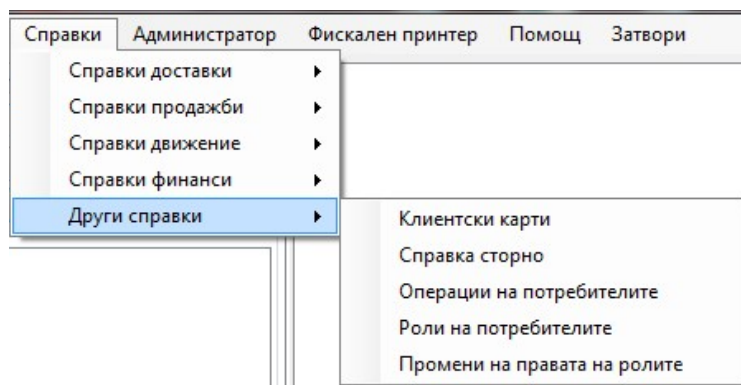 Справки Администратор Фискален принтер Помощ Затвори
Справки доставки
Справки продажби
Справки движение
Справки финанси
Други справки
Клиентски карти
Справка сторно
Операции на потребителите
Роли на потребителите
Промени на правата на ролите